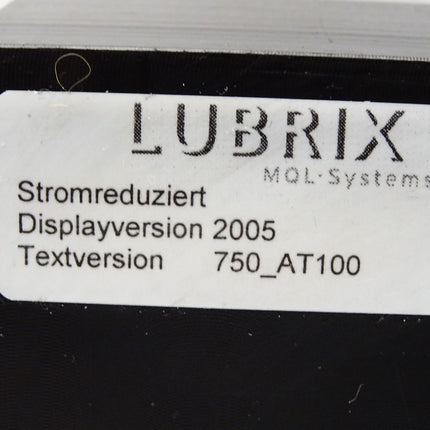 LUBRIX
MQL·Systems
Stromreduziert
Displayversion 2005
Textversion 750_AT100